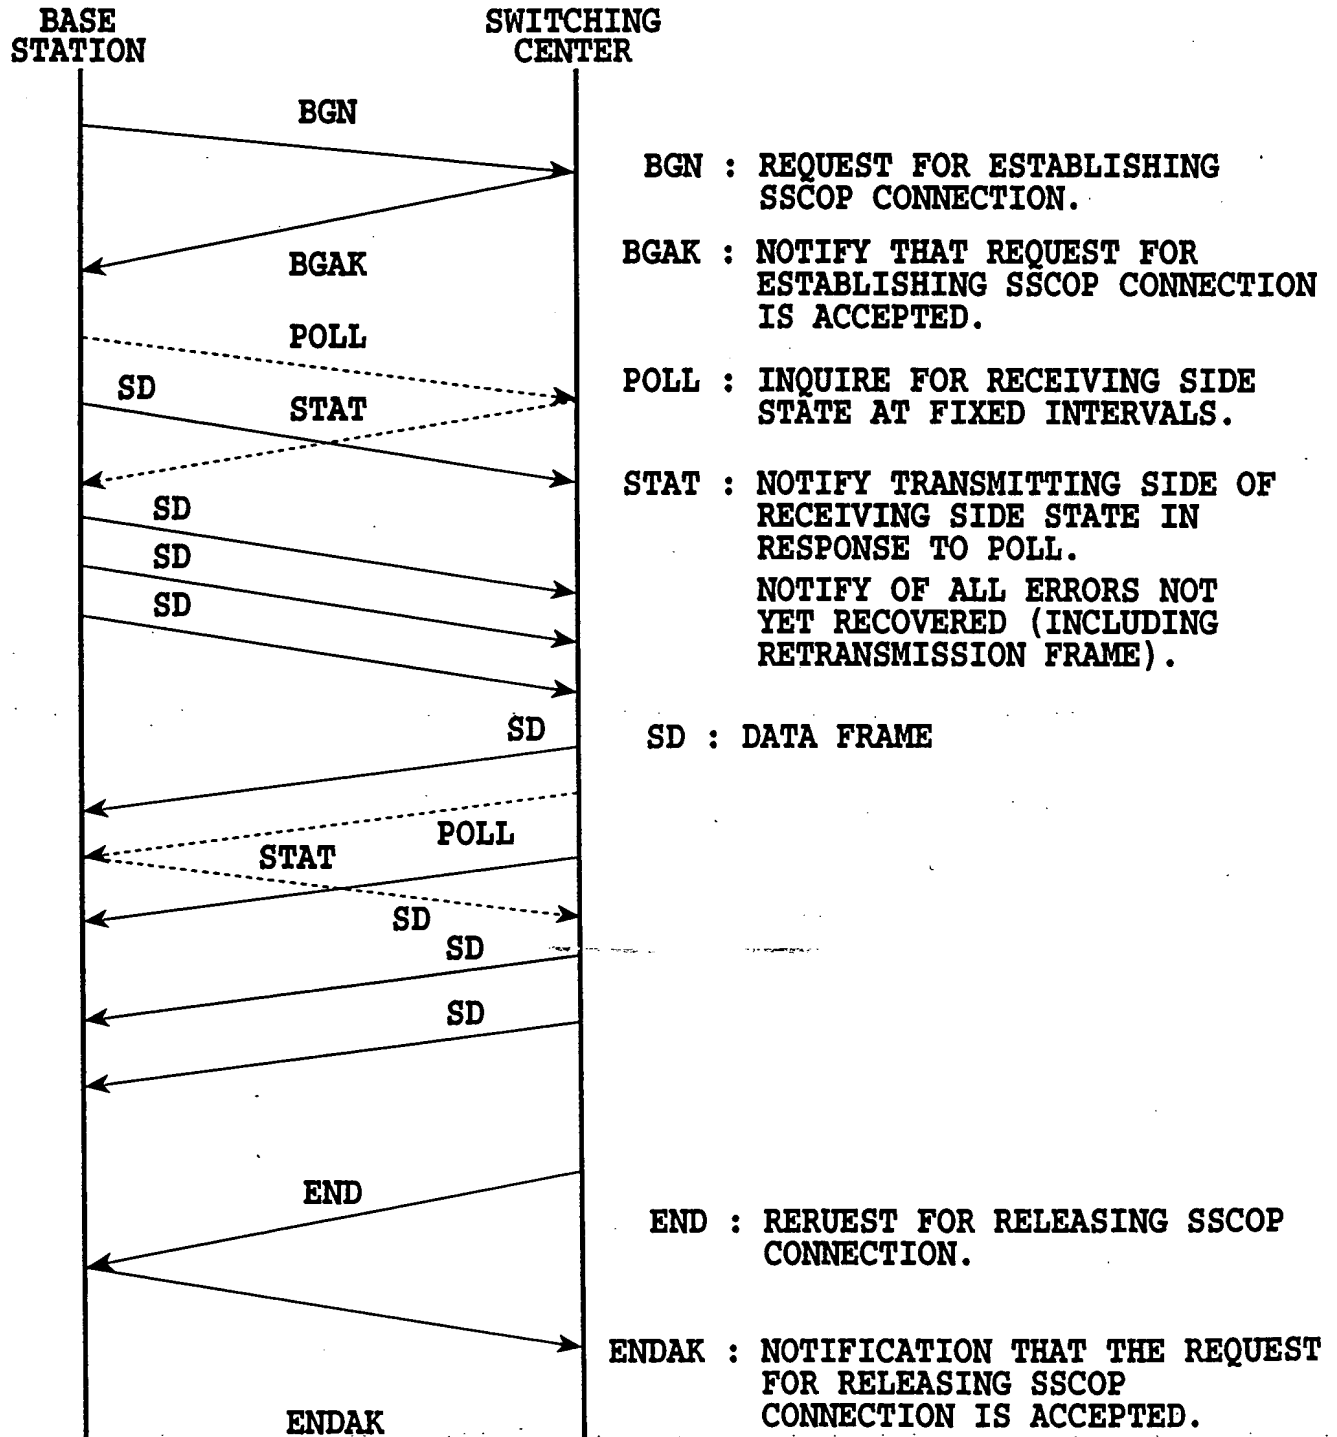 BASE
STATION
SWITCHING
CENTER
BGN
BGN : REQUEST FOR ESTABLISHING
SSCOP CONNECTION.
BGAK
BGAK : NOTIFY THAT REQUEST FOR
ESTABLISHING SSCOP CONNECTION
IS ACCEPTED.
POLL
SD
STAT
POLL : INQUIRE FOR RECEIVING SIDE
STATE AT FIXED INTERVALS.
SD
SD
SD
STAT : NOTIFY TRANSMITTING SIDE OF
RECEIVING SIDE STATE IN
RESPONSE TO POLL.
NOTIFY OF ALL ERRORS NOT
YET RECOVERED (INCLUDING
RETRANSMISSION FRAME).
SD
SD : DATA FRAME
POLL
STAT
SD
SD
SD
END
END : RERUEST FOR RELEASING SSCOP
CONNECTION.
ENDAK : NOTIFICATION THAT THE REQUEST
FOR RELEASING SSCOP
CONNECTION IS ACCEPTED.
ENDAK